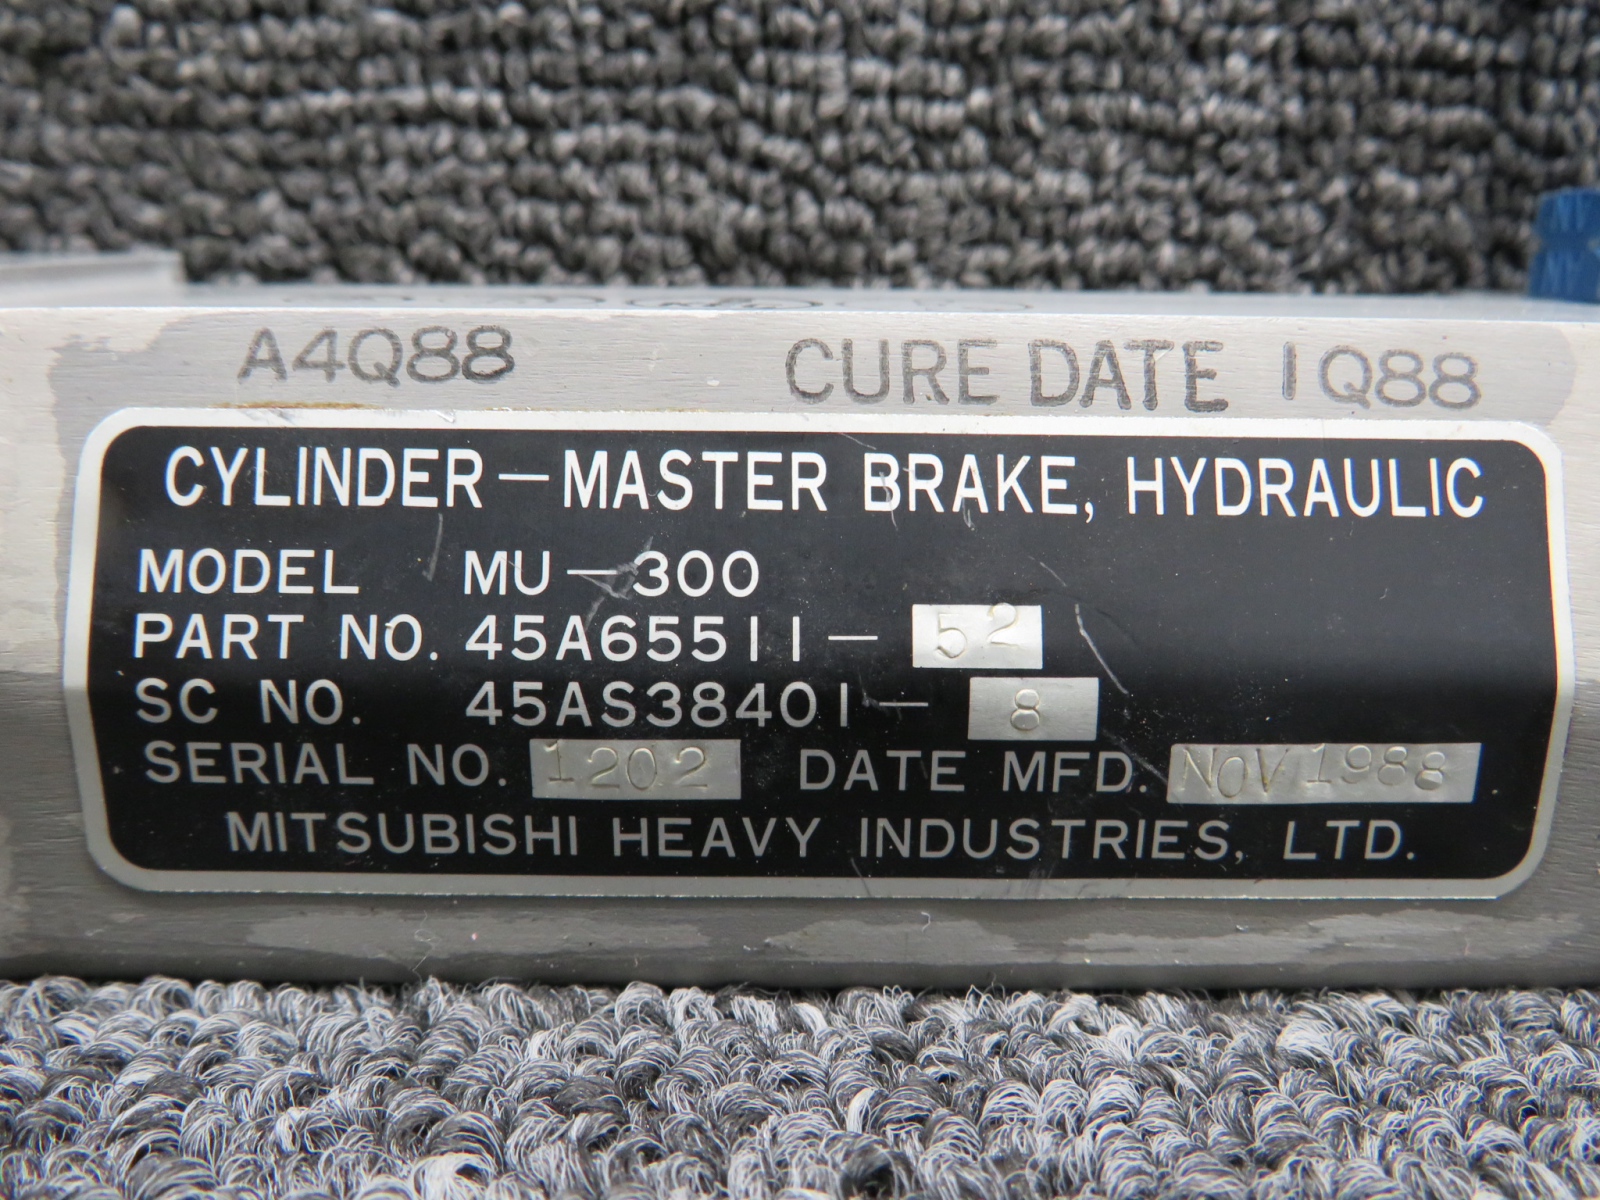 A4Q88 CURE DATE 1Q88
CYLINDER—MASTER BRAKE, HYDRAULIC
MODEL MU—300
PART NO. 45A65511— 52
SC NO. 45AS38401— 8
SERIAL NO. 1202 DATE MFD. NOV 1988
MITSUBISHI HEAVY INDUSTRIES, LTD.